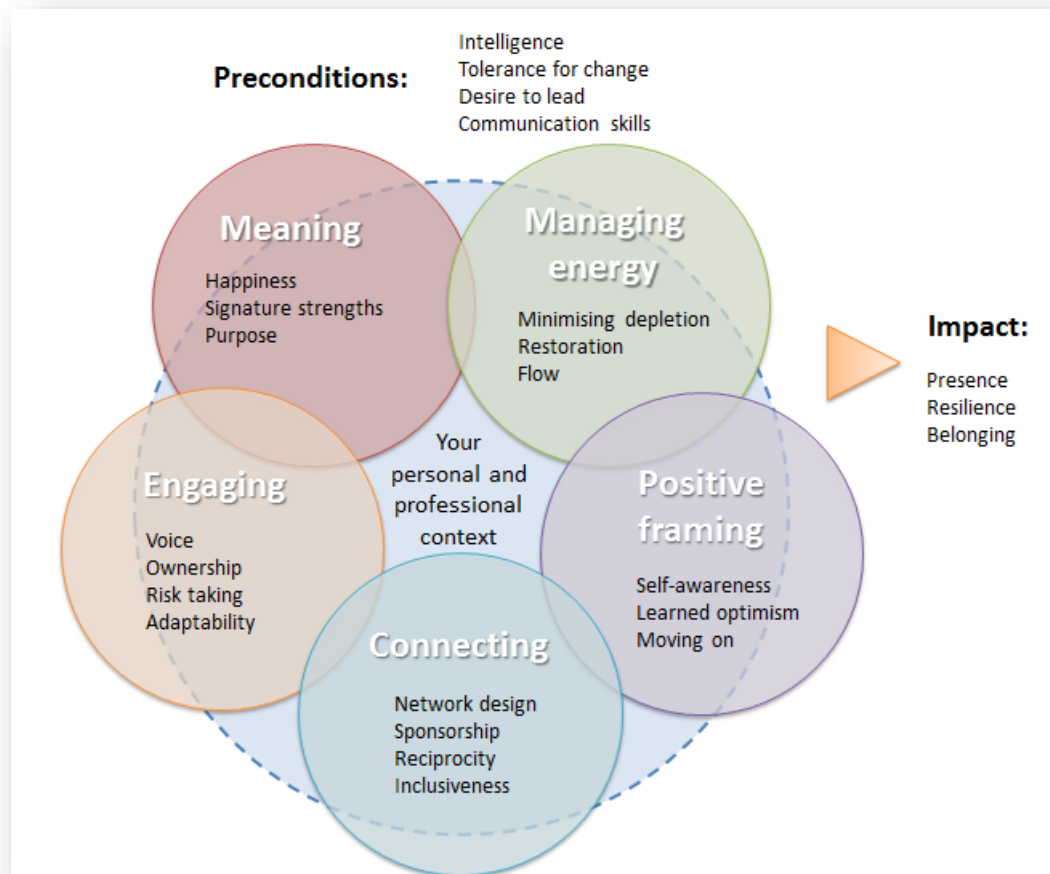 Preconditions:
Intelligence
Tolerance for change
Desire to lead
Communication skills
Meaning
Happiness
Signature strengths
Purpose
Managing
energy
Minimising depletion
Restoration
Flow
Impact:
Presence
Resilience
Belonging
Your
personal and
professional
context
Engaging
Voice
Ownership
Risk taking
Adaptability
Positive
framing
Self-awareness
Learned optimism
Moving on
Connecting
Network design
Sponsorship
Reciprocity
Inclusiveness